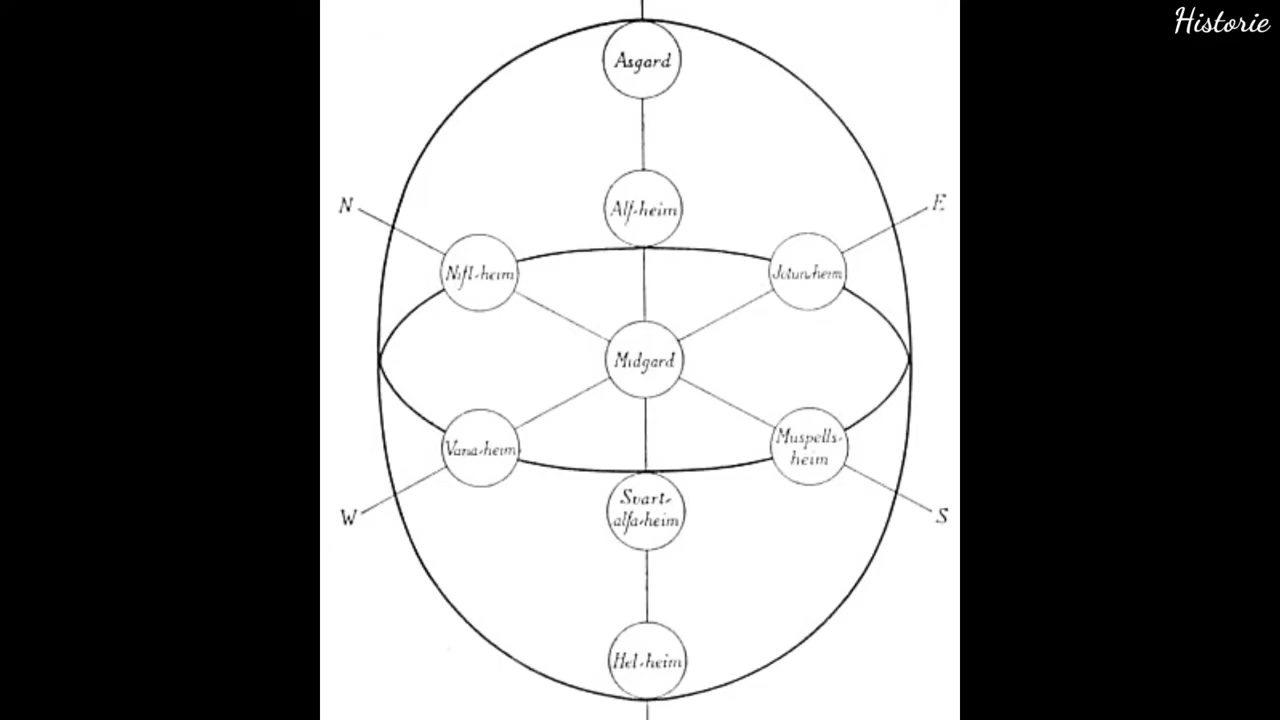 Historie
Asgard
N
Alf-heim
E
Nifl-heim
Jotun-heim
Midgard
Vana-heim
Muspells-
heim
W
Svart-
alfa-heim
S
Hel-heim